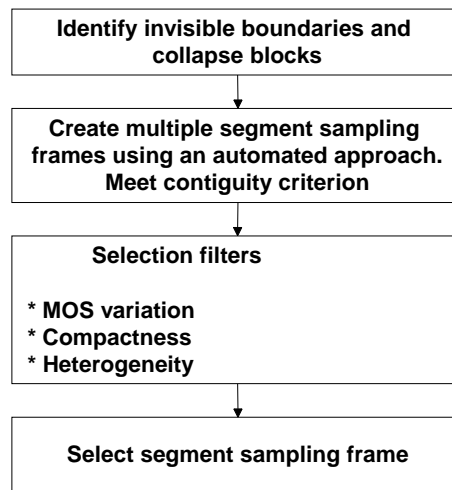 Identify invisible boundaries and
collapse blocks
Create multiple segment sampling
frames using an automated approach.
Meet contiguity criterion
Selection filters
* MOS variation
* Compactness
* Heterogeneity
Select segment sampling frame